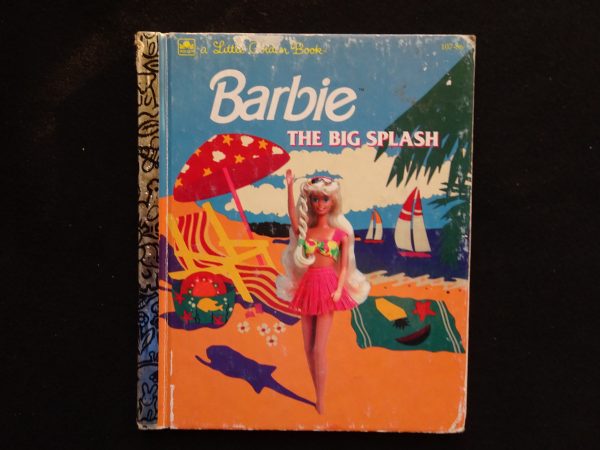 a Little Golden Book
Barbie
THE BIG SPLASH